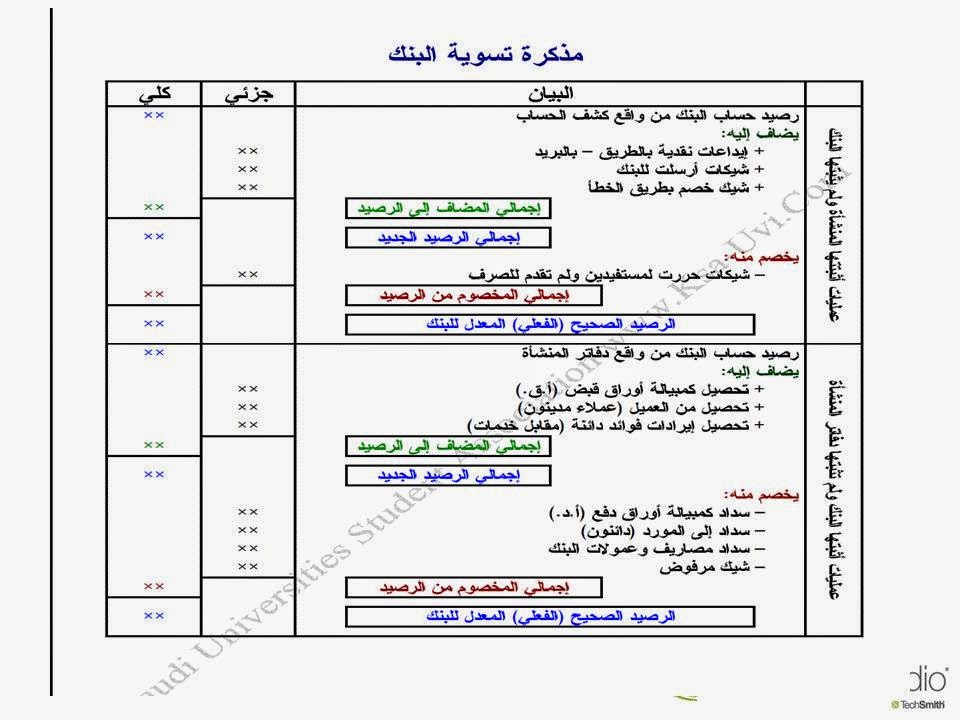 مذكرة تسوية البنك
البيان جزئي كلي
عمليات أثبتتها المنشأة ولم يثبتها البنك
رصيد حساب البنك من واقع كشف الحساب ××
يضاف إليه:
+ إيداعات نقدية بالطريق – بالبريد ××
+ شيكات أرسلت للبنك ××
+ شيك خصم بطريق الخطأ ××
إجمالي المضاف إلى الرصيد ××
إجمالي الرصيد الجديد ××
يخصم منه:
– شيكات حررت لمستفيدين ولم تقدم للصرف ××
إجمالي المخصوم من الرصيد ××
الرصيد الصحيح (الفعلي) المعدل للبنك ××
عمليات أثبتها البنك ولم تثبتها دفاتر المنشأة
رصيد حساب البنك من واقع دفاتر المنشأة ××
يضاف إليه:
+ تحصيل كمبيالة أوراق قبض (أ.ق.) ××
+ تحصيل من العميل (عملاء مدينون) ××
+ تحصيل إيرادات فوائد دائنة (مقابل خدمات) ××
إجمالي المضاف إلى الرصيد ××
إجمالي الرصيد الجديد ××
يخصم منه:
– سداد كمبيالة أوراق دفع (أ.د.) ××
– سداد إلى المورد (دائنون) ××
– سداد مصاريف وعمولات البنك ××
– شيك مرفوض ××
إجمالي المخصوم من الرصيد ××
الرصيد الصحيح (الفعلي) المعدل للبنك ××
audi Universities Student Association www.Ksa-Uvi.Com
dio
TechSmith